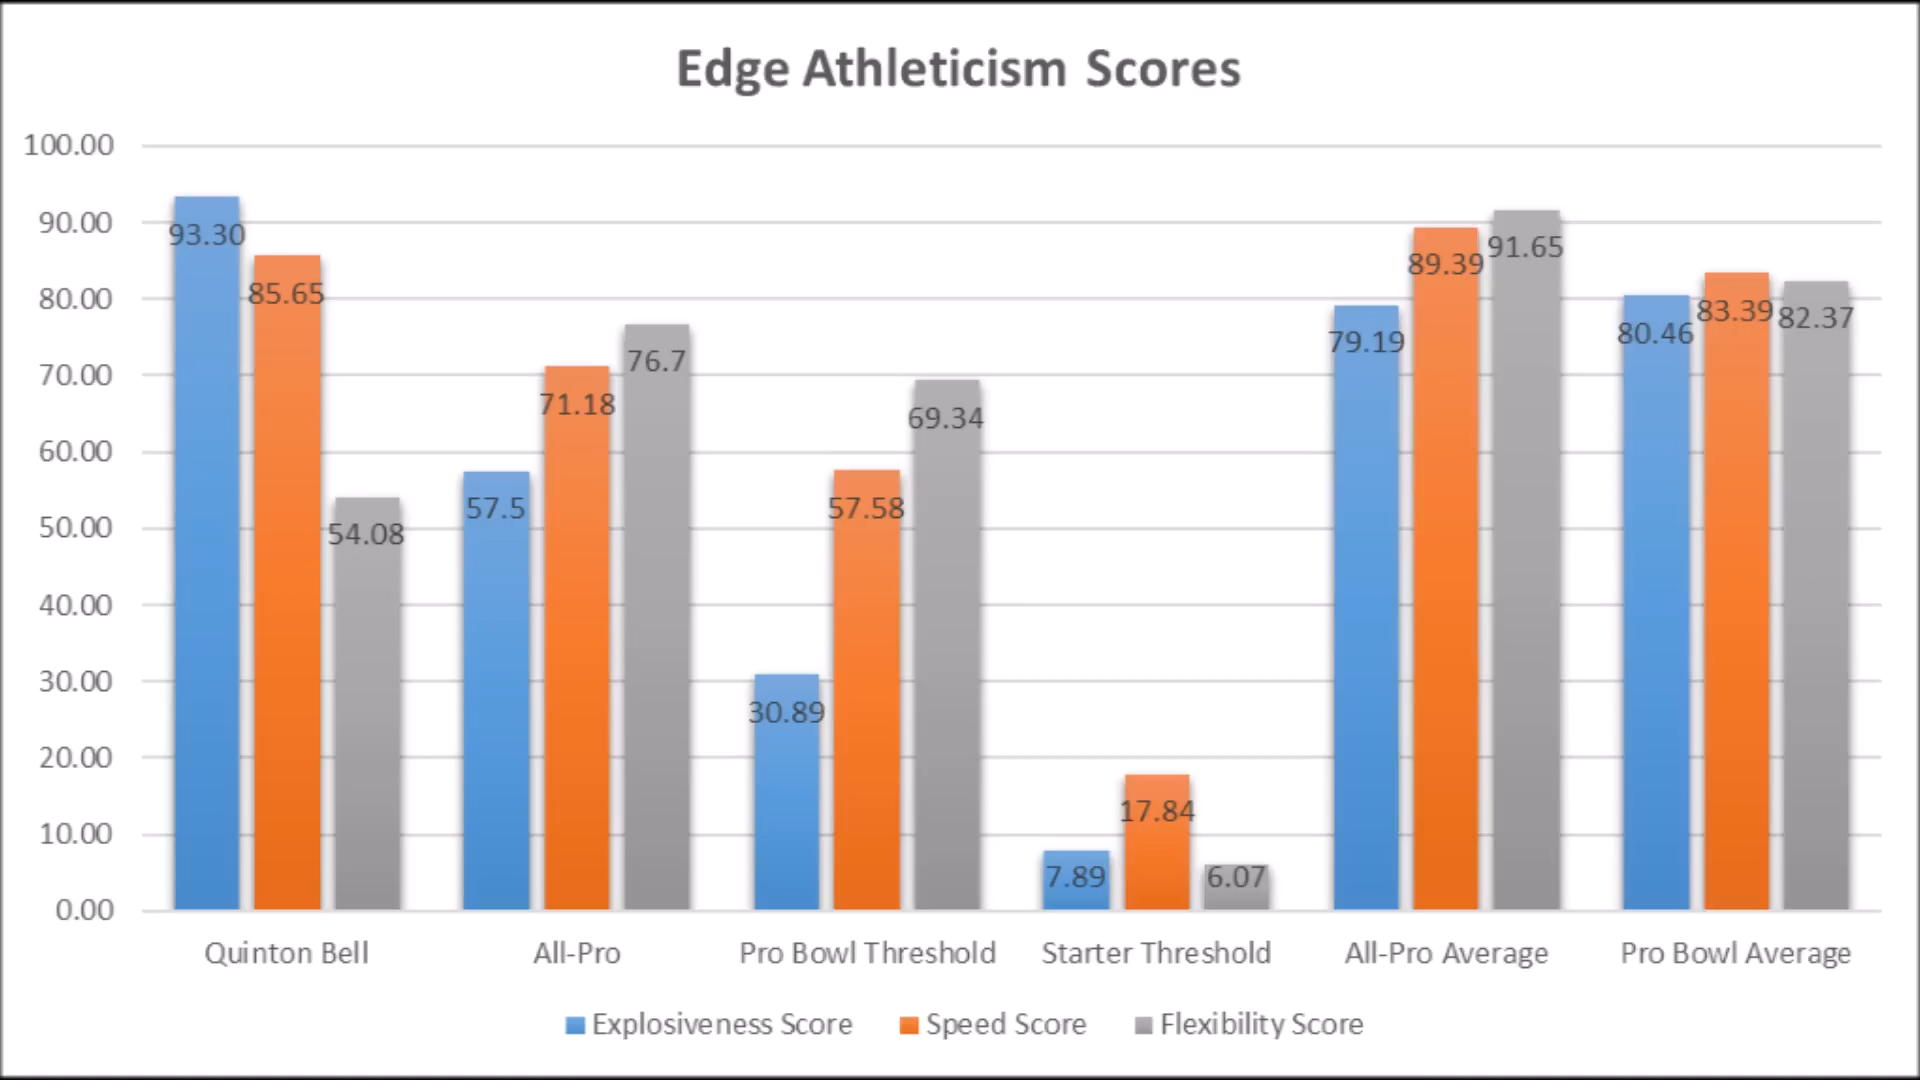 Edge Athleticism Scores
100.00
90.00
80.00
70.00
60.00
50.00
40.00
30.00
20.00
10.00
0.00
93.30
85.65
54.08
57.5
71.18
76.7
30.89
57.58
69.34
7.89
17.84
6.07
79.19
89.39
91.65
80.46
83.39
82.37
Quinton Bell
All-Pro
Pro Bowl Threshold
Starter Threshold
All-Pro Average
Pro Bowl Average
Explosiveness Score
Speed Score
Flexibility Score